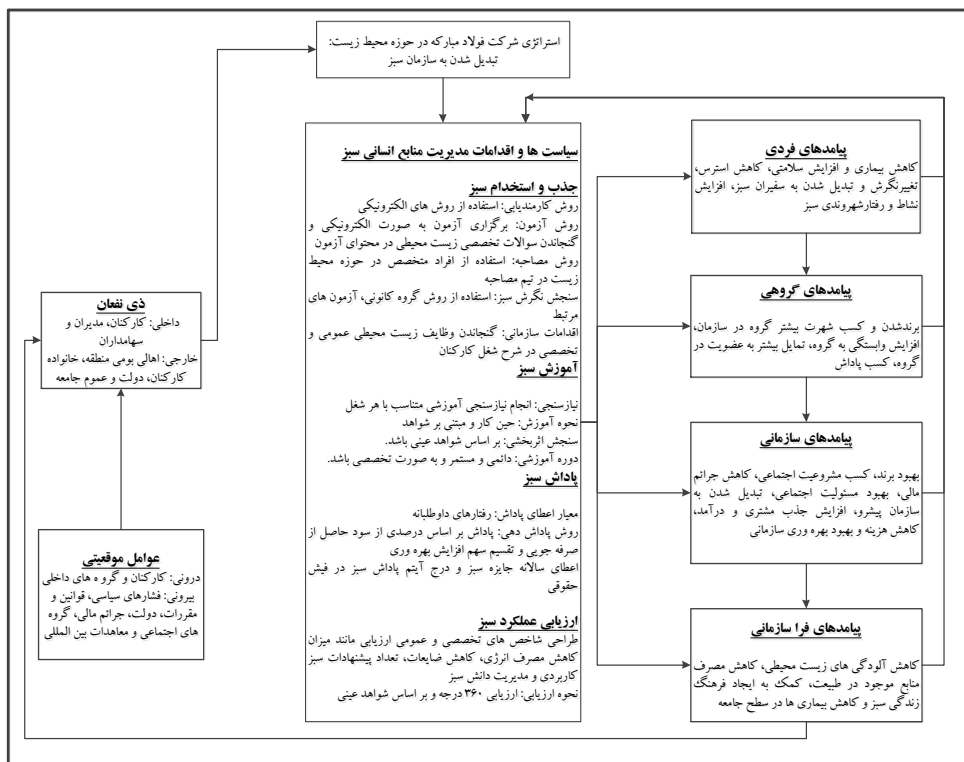 استراتژی شرکت فولاد مبارکه در حوزه محیط زیست:
تبدیل شدن به سازمان سبز
سیاست ها و اقدامات مدیریت منابع انسانی سبز
جذب و استخدام سبز
روش کارمندیابی: استفاده از روش های الکترونیکی
روش آزمون: برگزاری آزمون به صورت الکترونیکی و
گنجاندن سوالات تخصصی زیست محیطی در محتوای آزمون
روش مصاحبه: استفاده از افراد متخصص در حوزه محیط
زیست در تیم مصاحبه
سنجش نگرش سبز: استفاده از روش گروه کانونی، آزمون های
مرتبط
اقدامات سازمانی: گنجاندن وظایف زیست محیطی عمومی و
تخصصی در شرح شغل کارکنان
آموزش سبز
نیازسنجی: انجام نیازسنجی آموزشی متناسب با هر شغل
نحوه آموزش: حین کار و مبتنی بر شواهد
سنجش اثربخشی: بر اساس شواهد عینی باشد.
دوره آموزشی: دائمی و مستمر و به صورت تخصصی باشد.
پاداش سبز
معیار اعطای پاداش: رفتارهای داوطلبانه
روش پاداش دهی: پاداش بر اساس درصدی از سود حاصل از
صرفه جویی و تقسیم سهم افزایش بهره وری
اعطای سالانه جایزه سبز و درج آیتم پاداش سبز در فیش
حقوقی
ارزیابی عملکرد سبز
طراحی شاخص های تخصصی و عمومی ارزیابی مانند میزان
کاهش مصرف انرژی، کاهش ضایعات، تعداد پیشنهادات سبز
کاربردی و مدیریت دانش سبز
نحوه ارزیابی: ارزیابی ۳۶۰ درجه و بر اساس شواهد عینی
پیامدهای فردی
کاهش بیماری و افزایش سلامتی، کاهش استرس،
تغییرنگرش و تبدیل شدن به سفیران سبز، افزایش
نشاط و رفتارشهروندی سبز
پیامدهای گروهی
برندشدن و کسب شهرت بیشتر گروه در سازمان،
افزایش وابستگی به گروه، تمایل بیشتر به عضویت در
گروه، کسب پاداش
پیامدهای سازمانی
بهبود برند، کسب مشروعیت اجتماعی، کاهش جرائم
مالی، بهبود مسئولیت اجتماعی، تبدیل شدن به
سازمان پیشرو، افزایش جذب مشتری و درآمد،
کاهش هزینه و بهبود بهره وری سازمانی
پیامدهای فرا سازمانی
کاهش آلودگی های زیست محیطی، کاهش مصرف
منابع موجود در طبیعت، کمک به ایجاد فرهنگ
زندگی سبز و کاهش بیماری ها در سطح جامعه
ذی نفعان
داخلی: کارکنان، مدیران و
سهامداران
خارجی: اهالی بومی منطقه، خانواده
کارکنان، دولت و عموم جامعه
عوامل موقعیتی
درونی: کارکنان و گروه های داخلی
بیرونی: فشارهای سیاسی، قوانین و
مقررات، دولت، جرائم مالی، گروه
های اجتماعی و معاهدات بین المللی